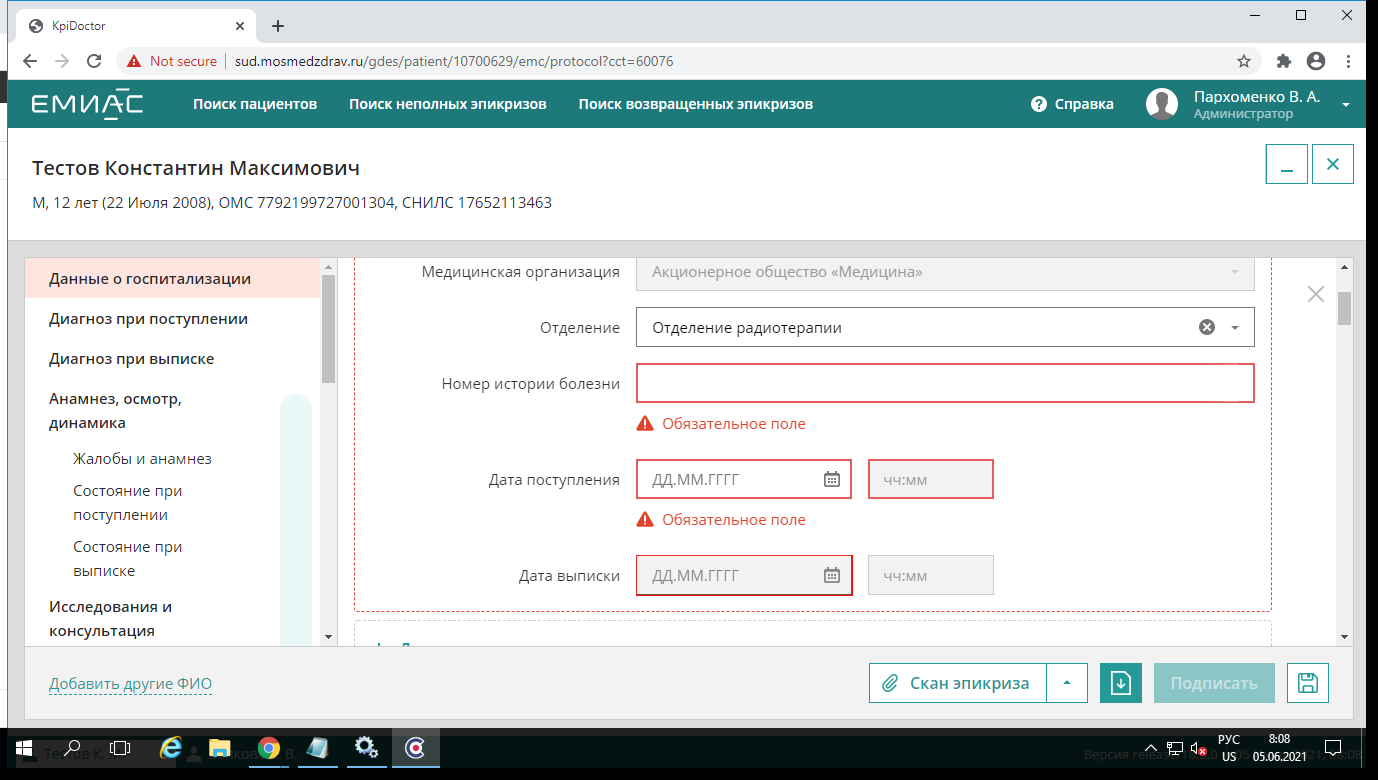 KpiDoctor
Not secure
sud.mosmedzdrav.ru/gdes/patient/10700629/emc/protocol?cct=60076
ЕМИАС
Поиск пациентов
Поиск неполных эпикризов
Поиск возвращенных эпикризов
Справка
Пархоменко В. А.
Администратор
Тестов Константин Максимович
М, 12 лет (22 Июля 2008), ОМС 7792199727001304, СНИЛС 17652113463
Данные о госпитализации
Диагноз при поступлении
Диагноз при выписке
Анамнез, осмотр,
динамика
Жалобы и анамнез
Состояние при
поступлении
Состояние при
выписке
Исследования и
консультация
Медицинская организация
Акционерное общество «Медицина»
Отделение
Отделение радиотерапии
Номер истории болезни
Обязательное поле
Дата поступления
ДД.ММ.ГГГГ
чч:мм
Обязательное поле
Дата выписки
ДД.ММ.ГГГГ
чч:мм
Добавить другие ФИО
Скан эпикриза
Подписать
РУС
US
8:08
05.06.2021